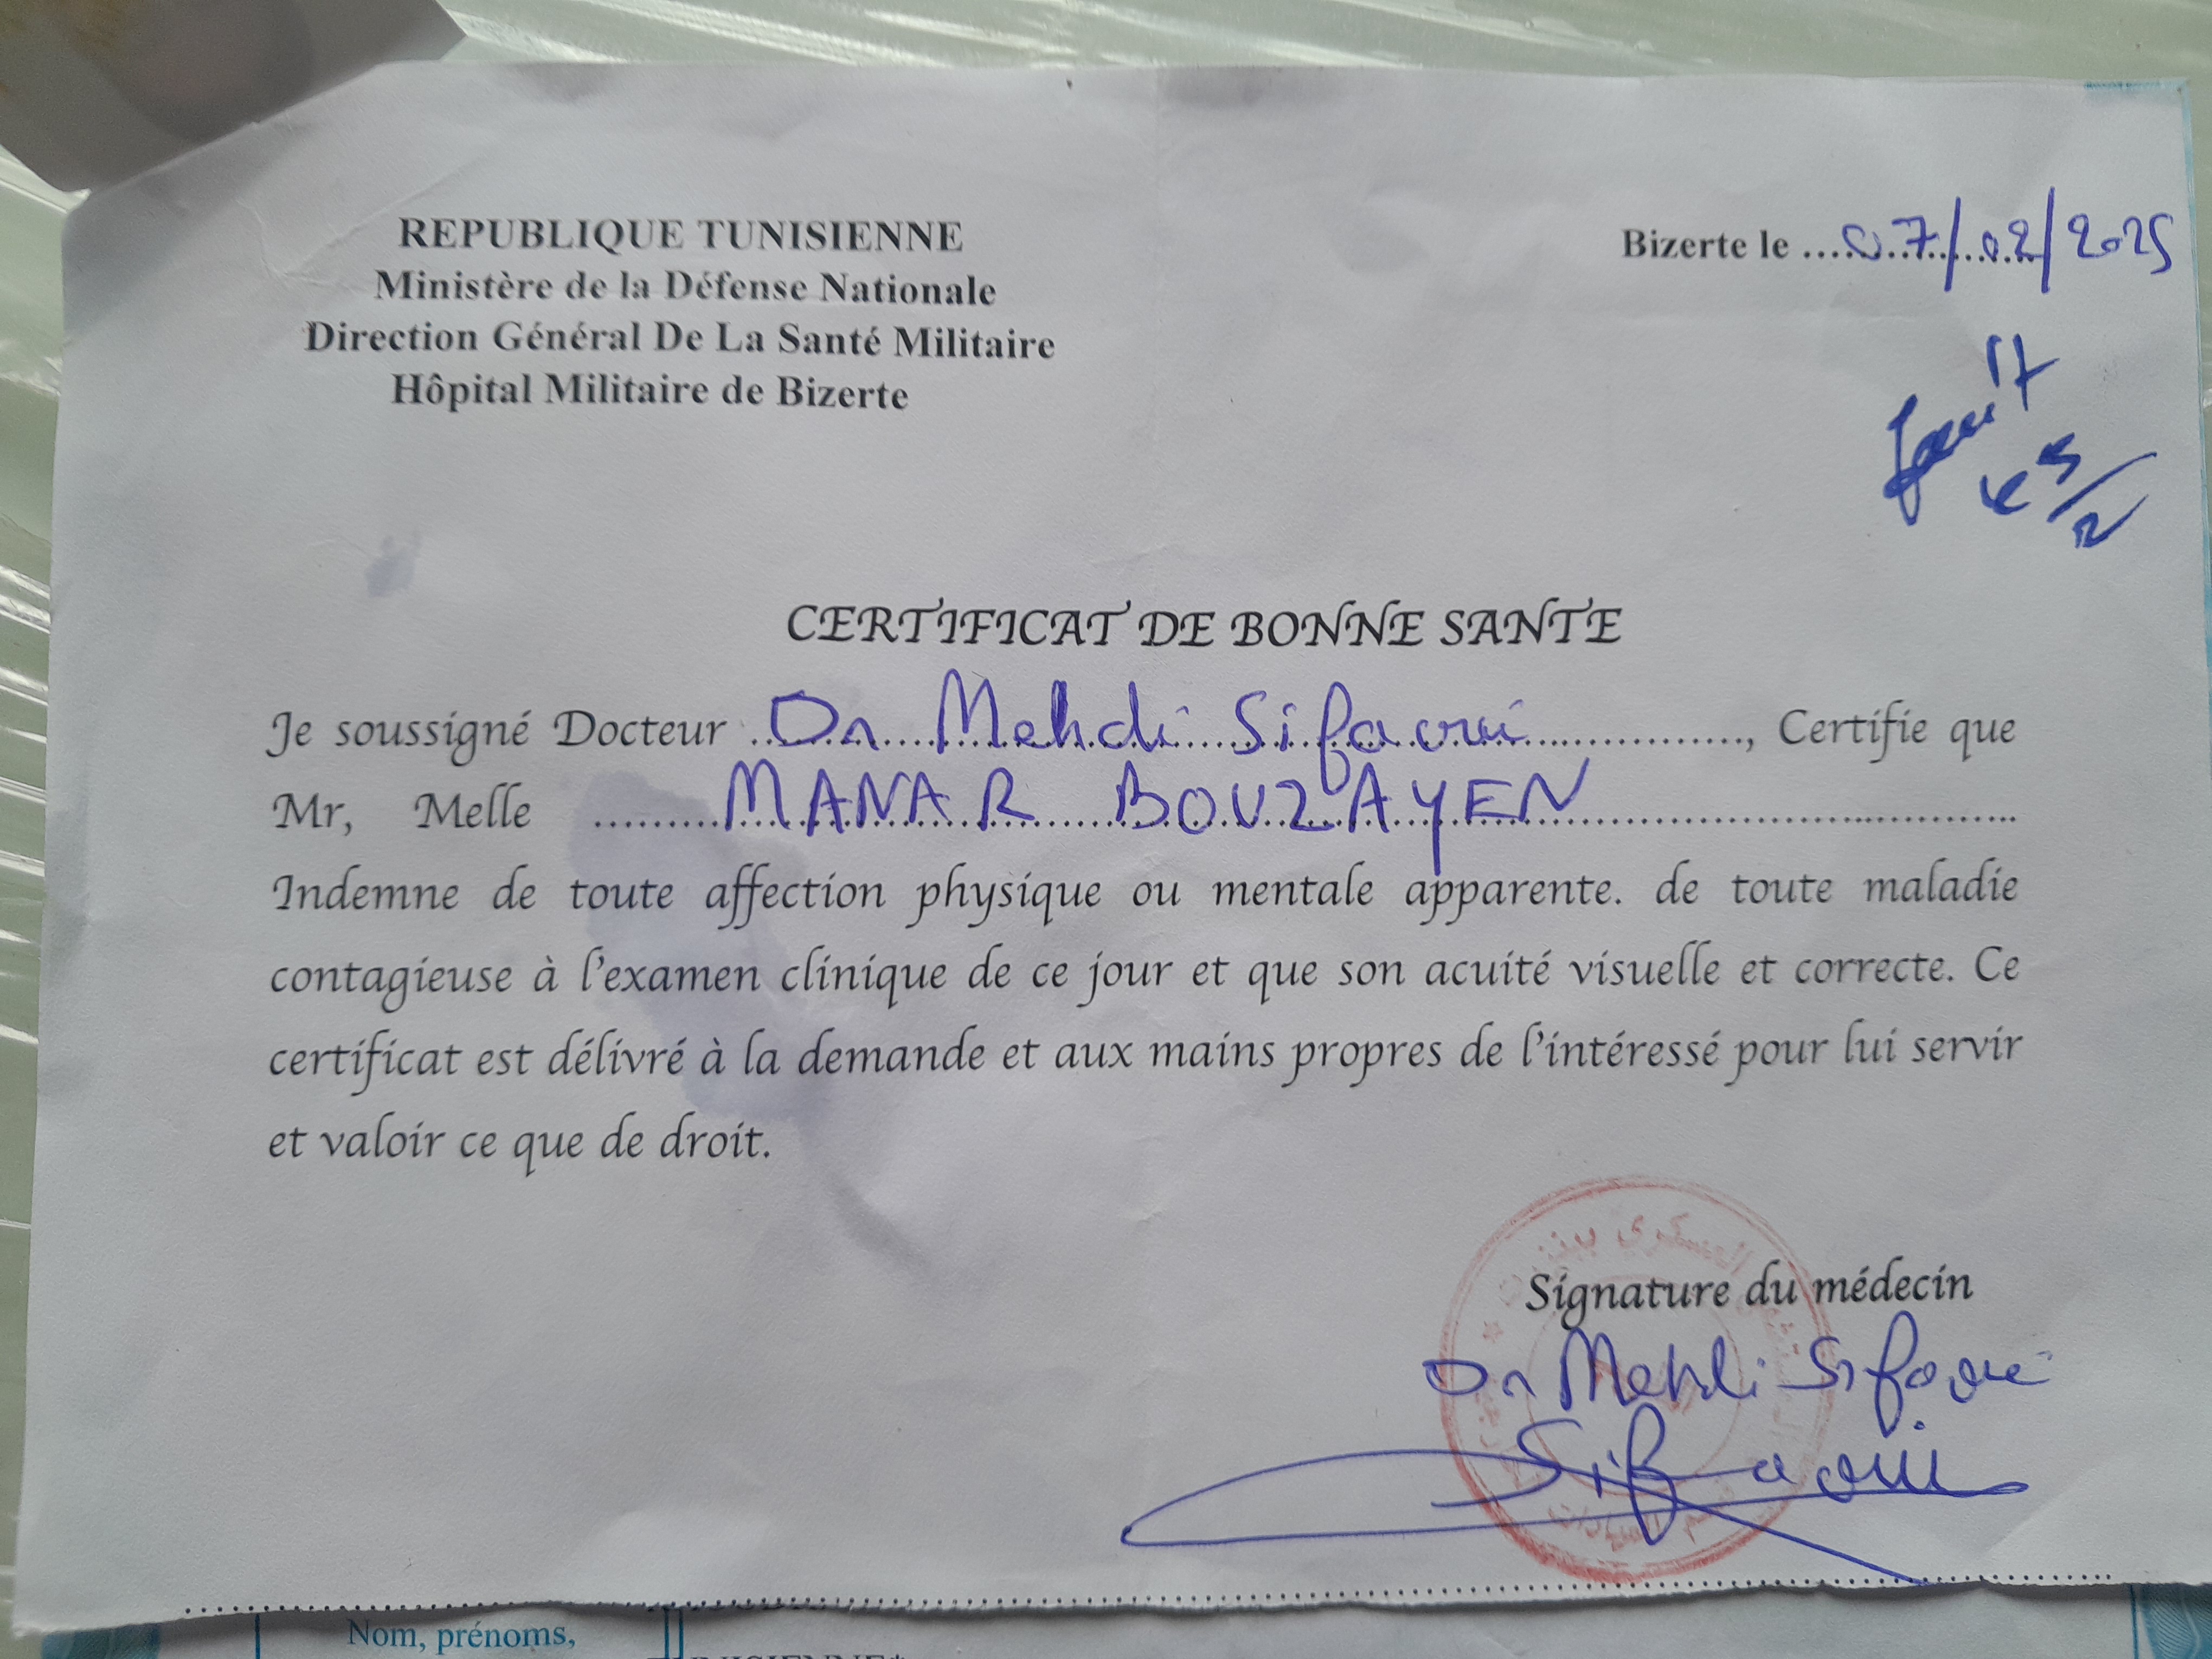 REPUBLIQUE TUNISIENNE
Ministère de la Défense Nationale
Direction Général De La Santé Militaire
Hôpital Militaire de Bizerte
Bizerte le ....07/02/2025
le 5/2
CERTIFICAT DE BONNE SANTE
Je soussigné Docteur Dr Mehdi Sifaoui, Certifie que
Mr, Melle MANAR BOUZAYEN
Indemne de toute affection physique ou mentale apparente. de toute maladie
contagieuse à l'examen clinique de ce jour et que son acuité visuelle et correcte. Ce
certificat est délivré à la demande et aux mains propres de l'intéressé pour lui servir
et valoir ce que de droit.
Signature du médecin
Dr Mehdi Sifaoui
Sifaoui
Nom, prénoms,